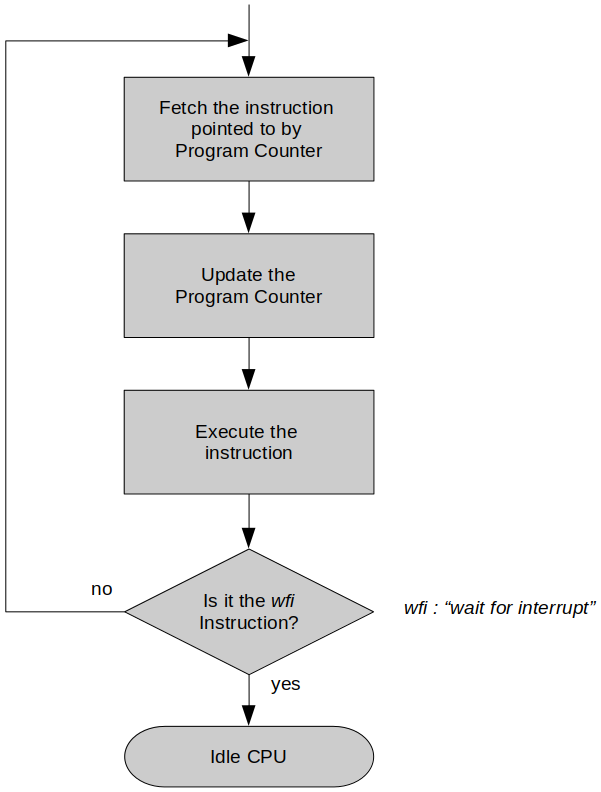 Fetch the instruction
pointed to by
Program Counter
Update the
Program Counter
Execute the
instruction
Is it the wfi
Instruction?
no
wfi : “wait for interrupt”
yes
Idle CPU